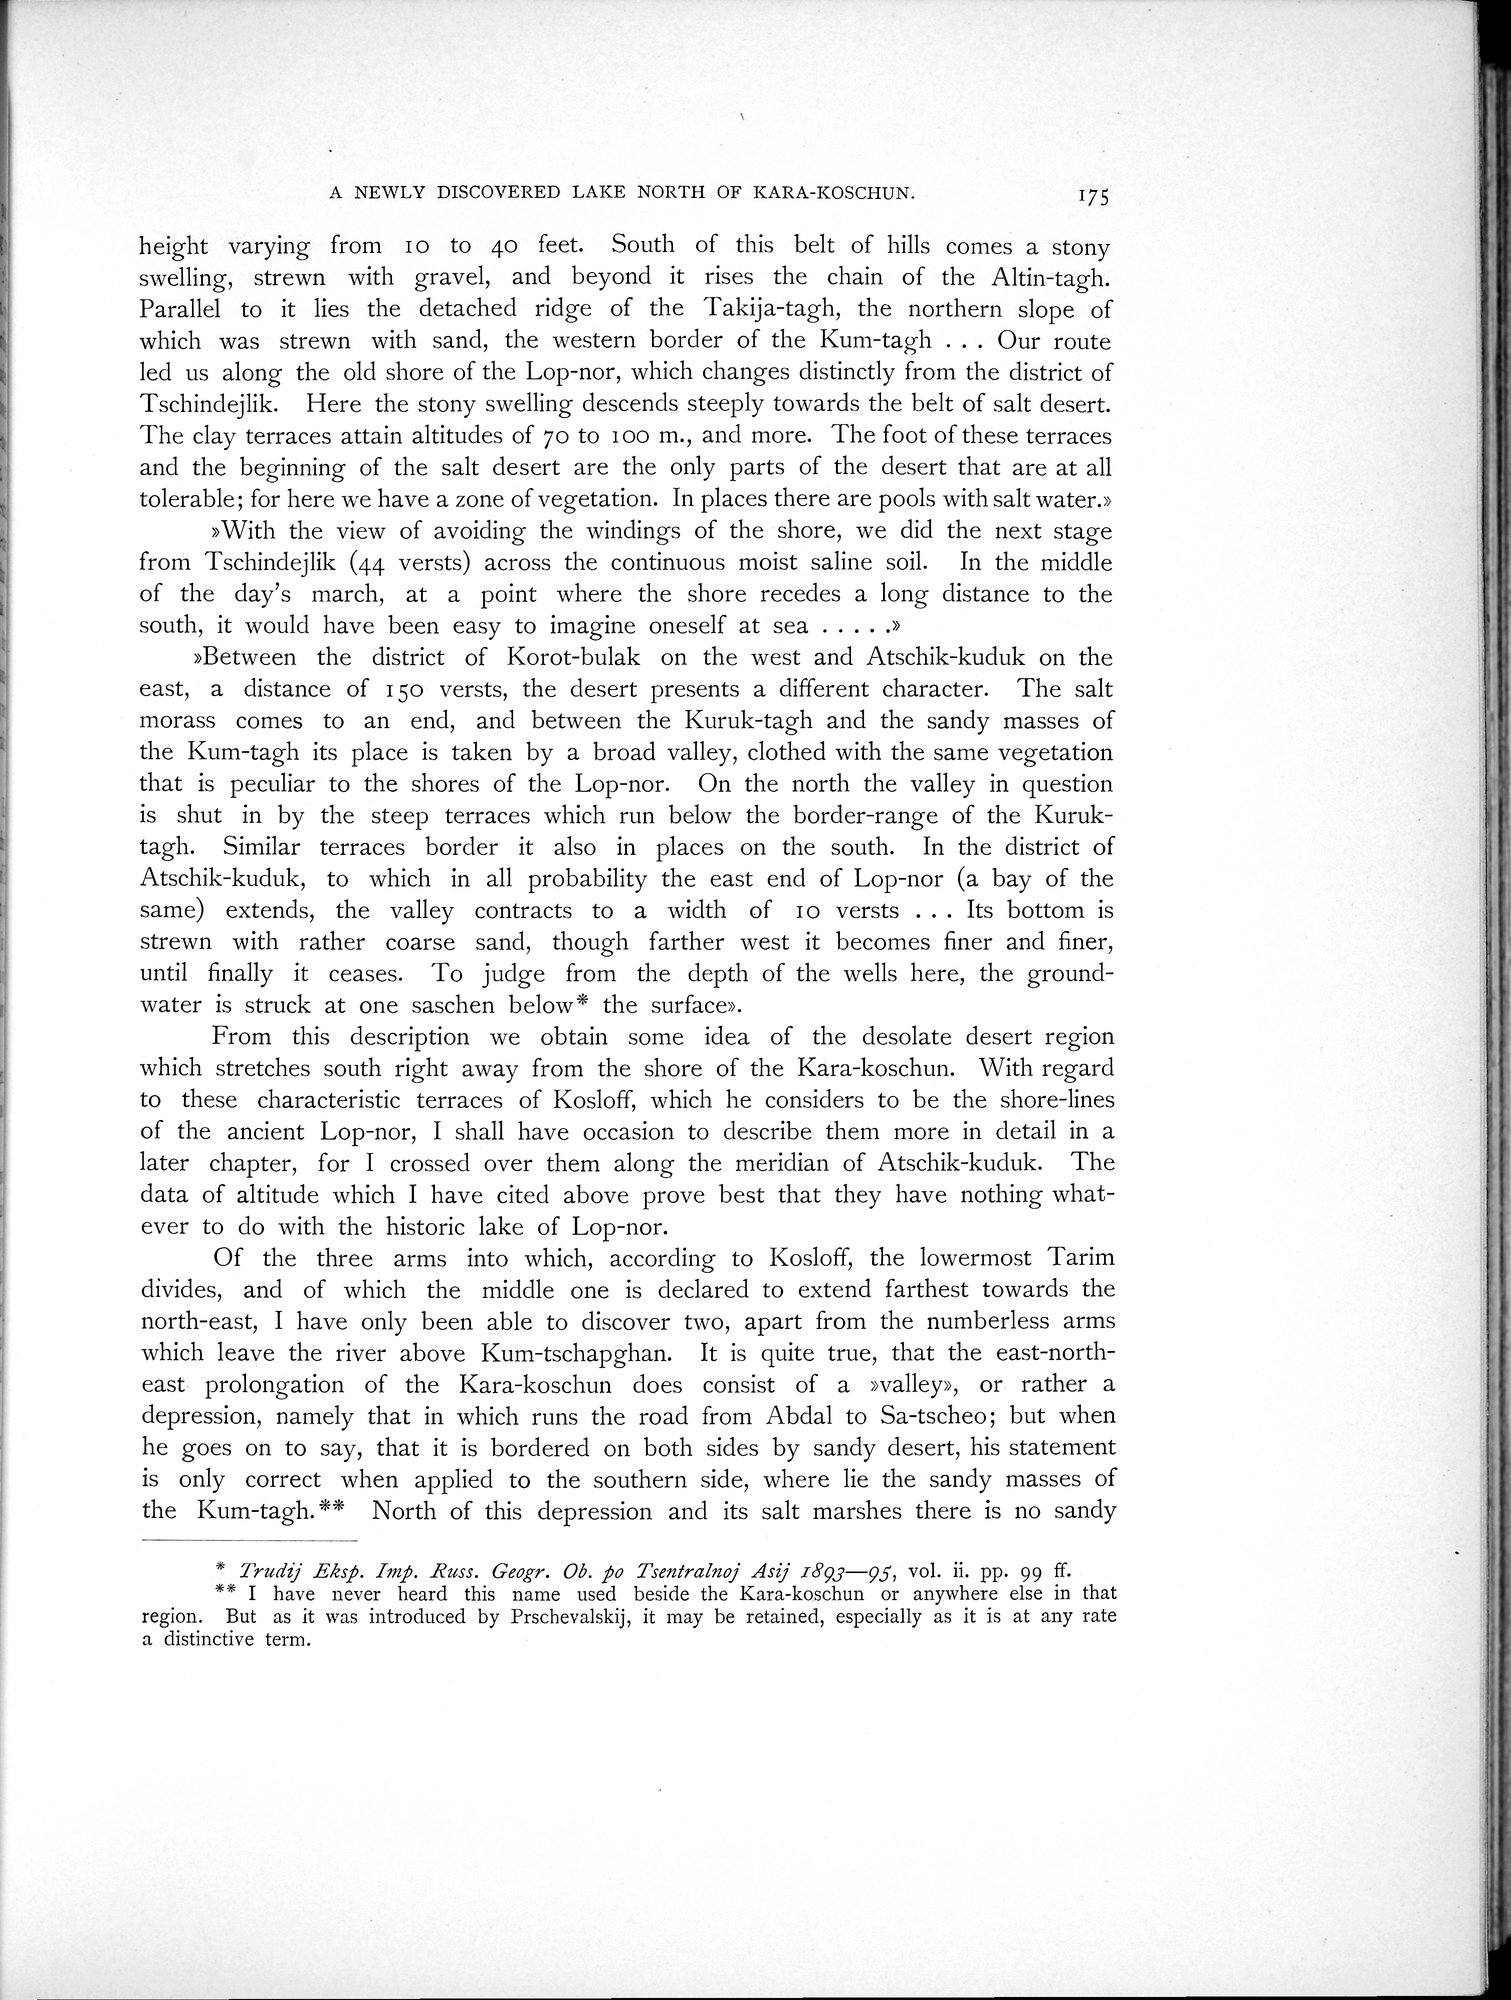 A NEWLY DISCOVERED LAKE NORTH OF KARA-KOSCHUN. 175
height varying from 10 to 40 feet. South of this belt of hills comes a stony
swelling, strewn with gravel, and beyond it rises the chain of the Altin-tagh.
Parallel to it lies the detached ridge of the Takija-tagh, the northern slope of
which was strewn with sand, the western border of the Kum-tagh . . . Our route
led us along the old shore of the Lop-nor, which changes distinctly from the district of
Tschindejlik. Here the stony swelling descends steeply towards the belt of salt desert.
The clay terraces attain altitudes of 70 to 100 m., and more. The foot of these terraces
and the beginning of the salt desert are the only parts of the desert that are at all
tolerable; for here we have a zone of vegetation. In places there are pools with salt water.»
»With the view of avoiding the windings of the shore, we did the next stage
from Tschindejlik (44 versts) across the continuous moist saline soil. In the middle
of the day's march, at a point where the shore recedes a long distance to the
south, it would have been easy to imagine oneself at sea . . . . .»
»Between the district of Korot-bulak on the west and Atschik-kuduk on the
east, a distance of 150 versts, the desert presents a different character. The salt
morass comes to an end, and between the Kuruk-tagh and the sandy masses of
the Kum-tagh its place is taken by a broad valley, clothed with the same vegetation
that is peculiar to the shores of the Lop-nor. On the north the valley in question
is shut in by the steep terraces which run below the border-range of the Kuruk-
tagh. Similar terraces border it also in places on the south. In the district of
Atschik-kuduk, to which in all probability the east end of Lop-nor (a bay of the
same) extends, the valley contracts to a width of 10 versts . . . Its bottom is
strewn with rather coarse sand, though farther west it becomes finer and finer,
until finally it ceases. To judge from the depth of the wells here, the ground-
water is struck at one saschen below* the surface».
From this description we obtain some idea of the desolate desert region
which stretches south right away from the shore of the Kara-koschun. With regard
to these characteristic terraces of Kosloff, which he considers to be the shore-lines
of the ancient Lop-nor, I shall have occasion to describe them more in detail in a
later chapter, for I crossed over them along the meridian of Atschik-kuduk. The
data of altitude which I have cited above prove best that they have nothing what-
ever to do with the historic lake of Lop-nor.
Of the three arms into which, according to Kosloff, the lowermost Tarim
divides, and of which the middle one is declared to extend farthest towards the
north-east, I have only been able to discover two, apart from the numberless arms
which leave the river above Kum-tschapghan. It is quite true, that the east-north-
east prolongation of the Kara-koschun does consist of a »valley», or rather a
depression, namely that in which runs the road from Abdal to Sa-tscheo; but when
he goes on to say, that it is bordered on both sides by sandy desert, his statement
is only correct when applied to the southern side, where lie the sandy masses of
the Kum-tagh.** North of this depression and its salt marshes there is no sandy
* Trudij Eksp. Imp. Russ. Geogr. Ob. po Tsentralnoj Asij 1893—95, vol. ii. pp. 99 ff.
** I have never heard this name used beside the Kara-koschun or anywhere else in that
region. But as it was introduced by Prschevalskij, it may be retained, especially as it is at any rate
a distinctive term.